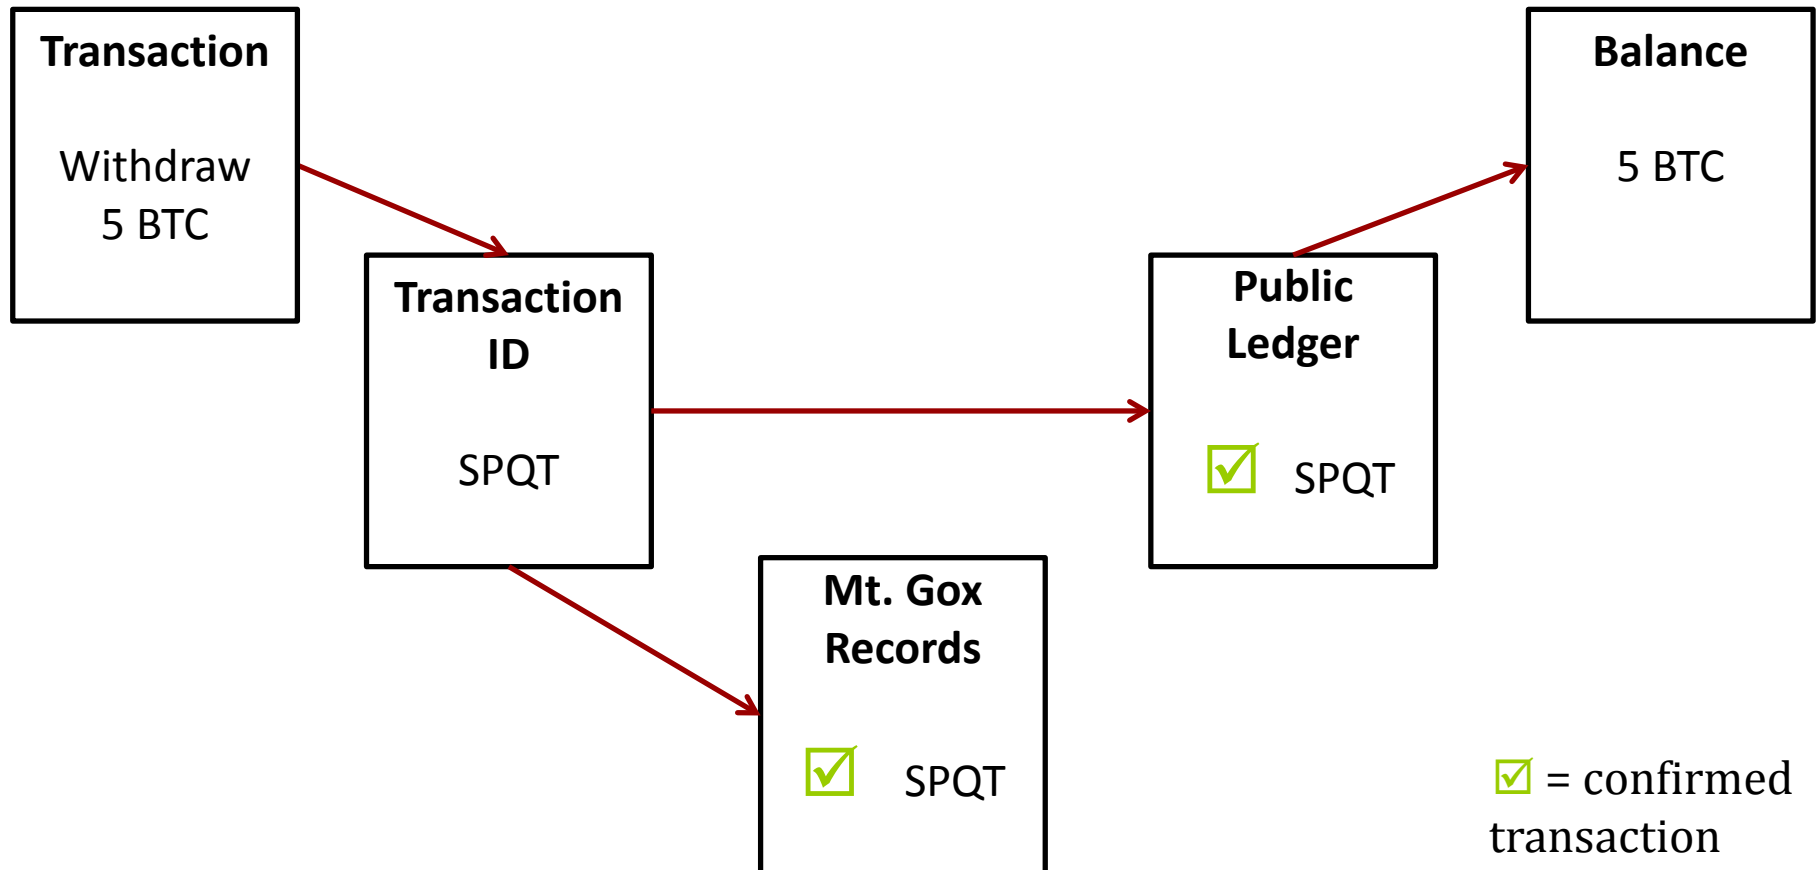 Transaction
Withdraw
5 BTC
Transaction
ID
SPQT
Mt. Gox
Records
SPQT
Public
Ledger
SPQT
Balance
5 BTC
= confirmed
transaction